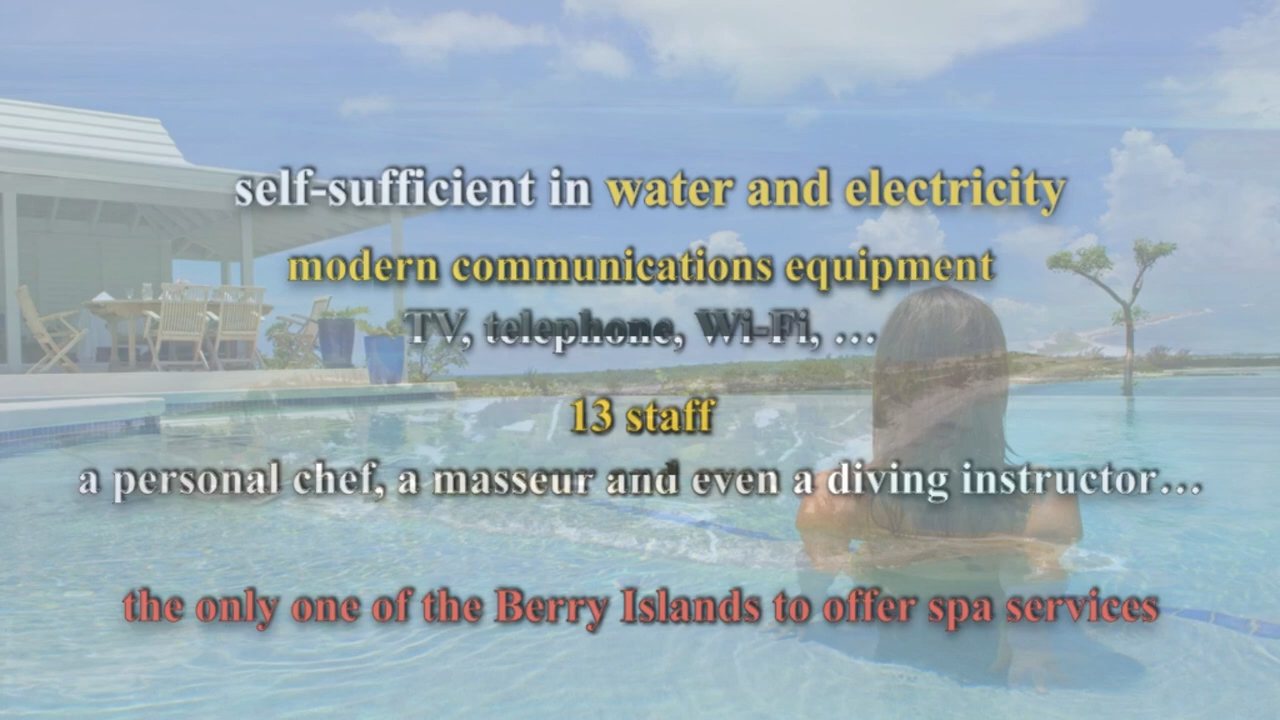 self-sufficient in water and electricity
modern communications equipment
TV, telephone, Wi-Fi, …
13 staff
a personal chef, a masseur and even a diving instructor…
the only one of the Berry Islands to offer spa services